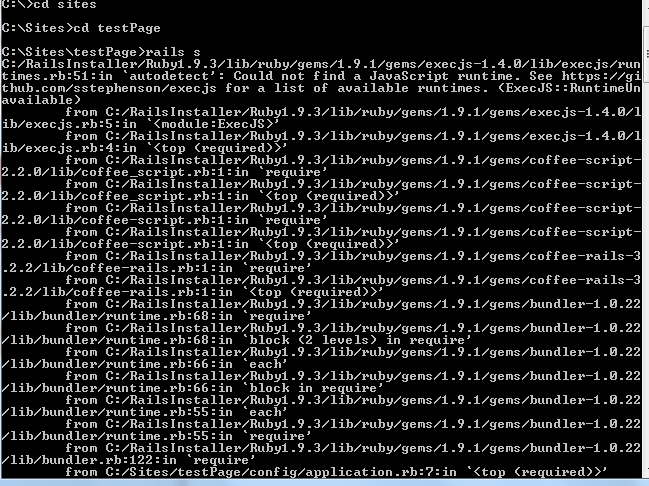 C:\>cd sites
C:\Sites>cd testPage
C:\Sites\testPage>rails s
C:/RailsInstaller/Ruby1.9.3/lib/ruby/gems/1.9.1/gems/execjs-1.4.0/lib/execjs/run
times.rb:51:in `autodetect': Could not find a JavaScript runtime. See https://gi
thub.com/sstephenson/execjs for a list of available runtimes. (ExecJS::RuntimeUn
available)
from C:/RailsInstaller/Ruby1.9.3/lib/ruby/gems/1.9.1/gems/execjs-1.4.0/l
ib/execjs.rb:5:in `<module:ExecJS>'
from C:/RailsInstaller/Ruby1.9.3/lib/ruby/gems/1.9.1/gems/execjs-1.4.0/l
ib/execjs.rb:4:in `<top (required)>'
from C:/RailsInstaller/Ruby1.9.3/lib/ruby/gems/1.9.1/gems/coffee-script-
2.2.0/lib/coffee_script.rb:1:in `require'
from C:/RailsInstaller/Ruby1.9.3/lib/ruby/gems/1.9.1/gems/coffee-script-
2.2.0/lib/coffee_script.rb:1:in `<top (required)>'
from C:/RailsInstaller/Ruby1.9.3/lib/ruby/gems/1.9.1/gems/coffee-script-
2.2.0/lib/coffee-script.rb:1:in `require'
from C:/RailsInstaller/Ruby1.9.3/lib/ruby/gems/1.9.1/gems/coffee-script-
2.2.0/lib/coffee-script.rb:1:in `<top (required)>'
from C:/RailsInstaller/Ruby1.9.3/lib/ruby/gems/1.9.1/gems/coffee-rails-3
.2.2/lib/coffee-rails.rb:1:in `require'
from C:/RailsInstaller/Ruby1.9.3/lib/ruby/gems/1.9.1/gems/coffee-rails-3
.2.2/lib/coffee-rails.rb:1:in `<top (required)>'
from C:/RailsInstaller/Ruby1.9.3/lib/ruby/gems/1.9.1/gems/bundler-1.0.22
/lib/bundler/runtime.rb:68:in `require'
from C:/RailsInstaller/Ruby1.9.3/lib/ruby/gems/1.9.1/gems/bundler-1.0.22
/lib/bundler/runtime.rb:68:in `block (2 levels) in require'
from C:/RailsInstaller/Ruby1.9.3/lib/ruby/gems/1.9.1/gems/bundler-1.0.22
/lib/bundler/runtime.rb:66:in `each'
from C:/RailsInstaller/Ruby1.9.3/lib/ruby/gems/1.9.1/gems/bundler-1.0.22
/lib/bundler/runtime.rb:66:in `block in require'
from C:/RailsInstaller/Ruby1.9.3/lib/ruby/gems/1.9.1/gems/bundler-1.0.22
/lib/bundler/runtime.rb:55:in `each'
from C:/RailsInstaller/Ruby1.9.3/lib/ruby/gems/1.9.1/gems/bundler-1.0.22
/lib/bundler/runtime.rb:55:in `require'
from C:/RailsInstaller/Ruby1.9.3/lib/ruby/gems/1.9.1/gems/bundler-1.0.22
/lib/bundler.rb:122:in `require'
from C:/Sites/testPage/config/application.rb:7:in `<top (required)>'